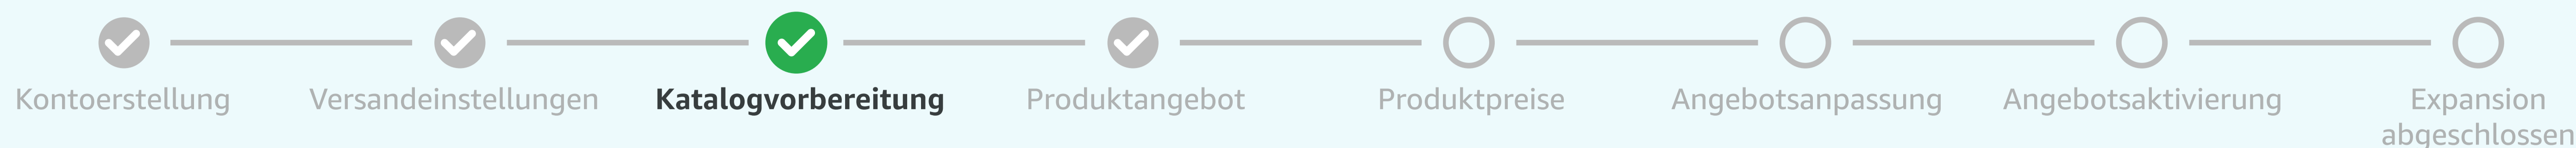 Kontoerstellung
Versandeinstellungen
Katalogvorbereitung
Produktangebot
Produktpreise
Angebotsanpassung
Angebotsaktivierung
Expansion
abgeschlossen